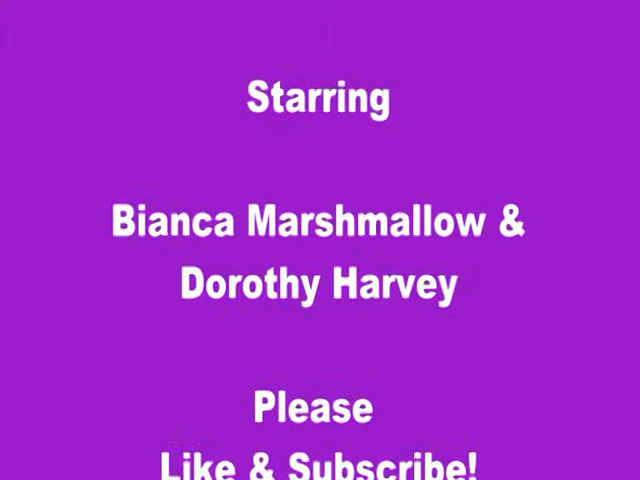 Starring
Bianca Marshmallow &
Dorothy Harvey
Please
Like & Subscribe!